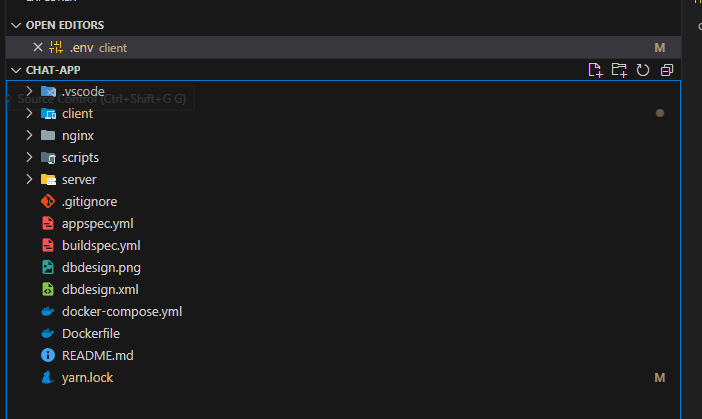 OPEN EDITORS
.env client M
CHAT-APP
.vscode
Source Control (Ctrl+Shift+G G)
client
nginx
scripts
server
.gitignore
appspec.yml
buildspec.yml
dbdesign.png
dbdesign.xml
docker-compose.yml
Dockerfile
README.md
yarn.lock M